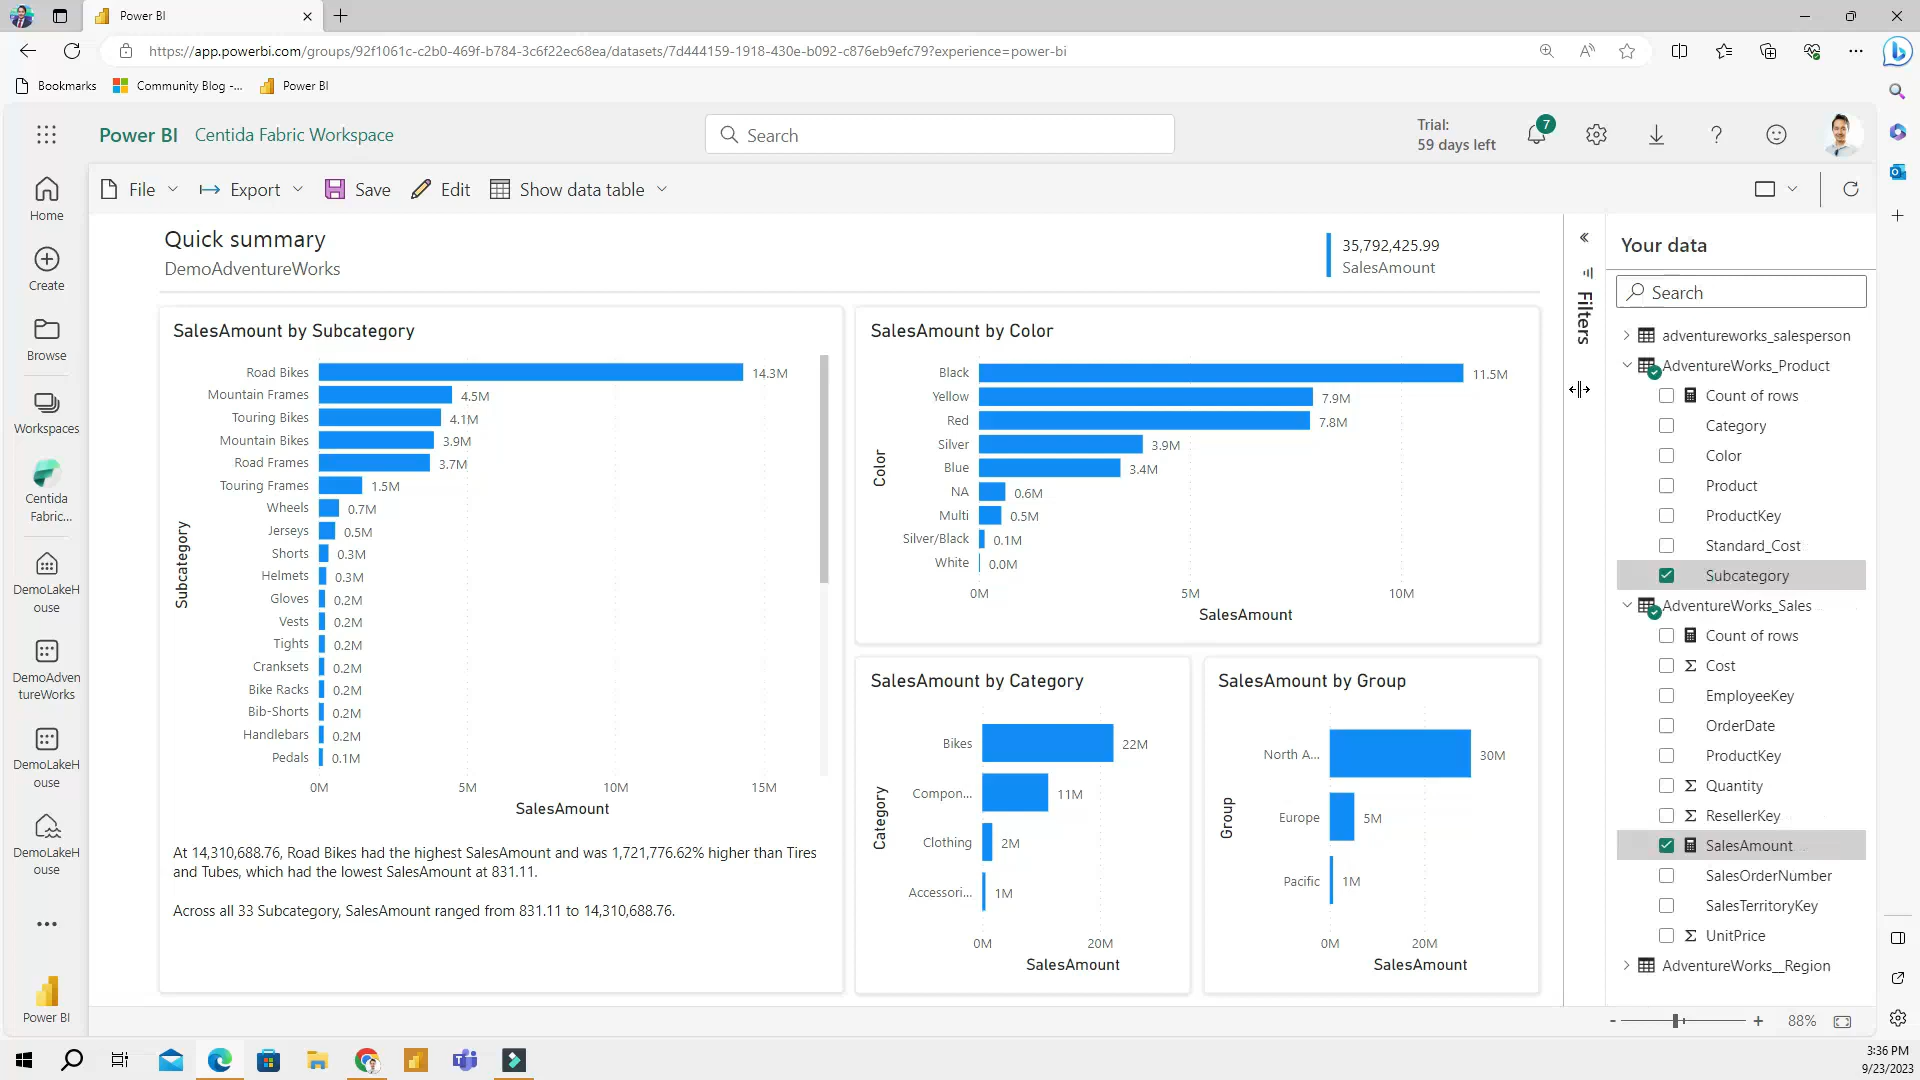 Power BI
https://app.powerbi.com/groups/92f1061c-c2b0-469f-b784-3c6f22ec68ea/datasets/7d444159-1918-430e-b092-c876eb9efc79?experience=power-bi
Bookmarks
Community Blog -...
Power BI
Power BI
Centida Fabric Workspace
Search
Trial:
59 days left
7
File
Export
Save
Edit
Show data table
Home
Create
Browse
Workspaces
Centida
Fabric...
DemoLakeH
ouse
DemoAdven
tureWorks
DemoLakeH
ouse
DemoLakeH
ouse
Power BI
Quick summary
DemoAdventureWorks
35,792,425.99
SalesAmount
SalesAmount by Subcategory
Subcategory
Road Bikes 14.3M
Mountain Frames 4.5M
Touring Bikes 4.1M
Mountain Bikes 3.9M
Road Frames 3.7M
Touring Frames 1.5M
Wheels 0.7M
Jerseys 0.5M
Shorts 0.3M
Helmets 0.3M
Gloves 0.2M
Vests 0.2M
Tights 0.2M
Cranksets 0.2M
Bike Racks 0.2M
Bib-Shorts 0.2M
Handlebars 0.2M
Pedals 0.1M
0M 5M 10M 15M
SalesAmount
At 14,310,688.76, Road Bikes had the highest SalesAmount and was 1,721,776.62% higher than Tires
and Tubes, which had the lowest SalesAmount at 831.11.
Across all 33 Subcategory, SalesAmount ranged from 831.11 to 14,310,688.76.
SalesAmount by Color
Color
Black 11.5M
Yellow 7.9M
Red 7.8M
Silver 3.9M
Blue 3.4M
NA 0.6M
Multi 0.5M
Silver/Black 0.1M
White 0.0M
0M 5M 10M
SalesAmount
SalesAmount by Category
Category
Bikes 22M
Compon... 11M
Clothing 2M
Accessori... 1M
0M 20M
SalesAmount
SalesAmount by Group
Group
North A... 30M
Europe 5M
Pacific 1M
0M 20M
SalesAmount
Filters
Your data
Search
adventureworks_salesperson
AdventureWorks_Product
Count of rows
Category
Color
Product
ProductKey
Standard_Cost
Subcategory
AdventureWorks_Sales
Count of rows
Cost
EmployeeKey
OrderDate
ProductKey
Quantity
ResellerKey
SalesAmount
SalesOrderNumber
SalesTerritoryKey
UnitPrice
AdventureWorks__Region
- + 88%
3:36 PM
9/23/2023